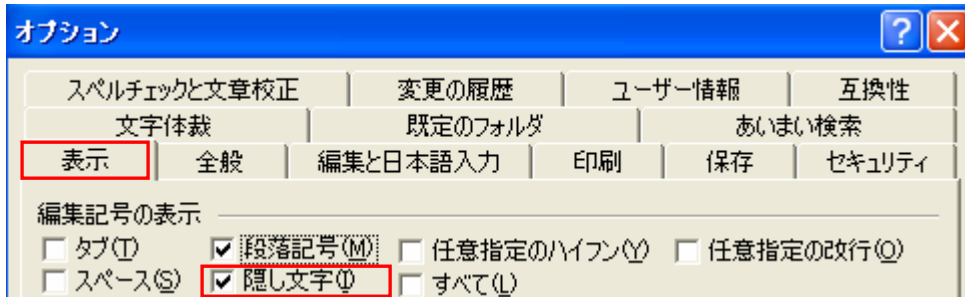 オプション
スペルチェックと文章校正 変更の履歴 ユーザー情報 互換性
文字体裁 既定のフォルダ あいまい検索
表示 全般 編集と日本語入力 印刷 保存 セキュリティ
編集記号の表示
タブ(T) 段落記号(M) 任意指定のハイフン(Y) 任意指定の改行(O)
スペース(S) 隠し文字(I) すべて(L)